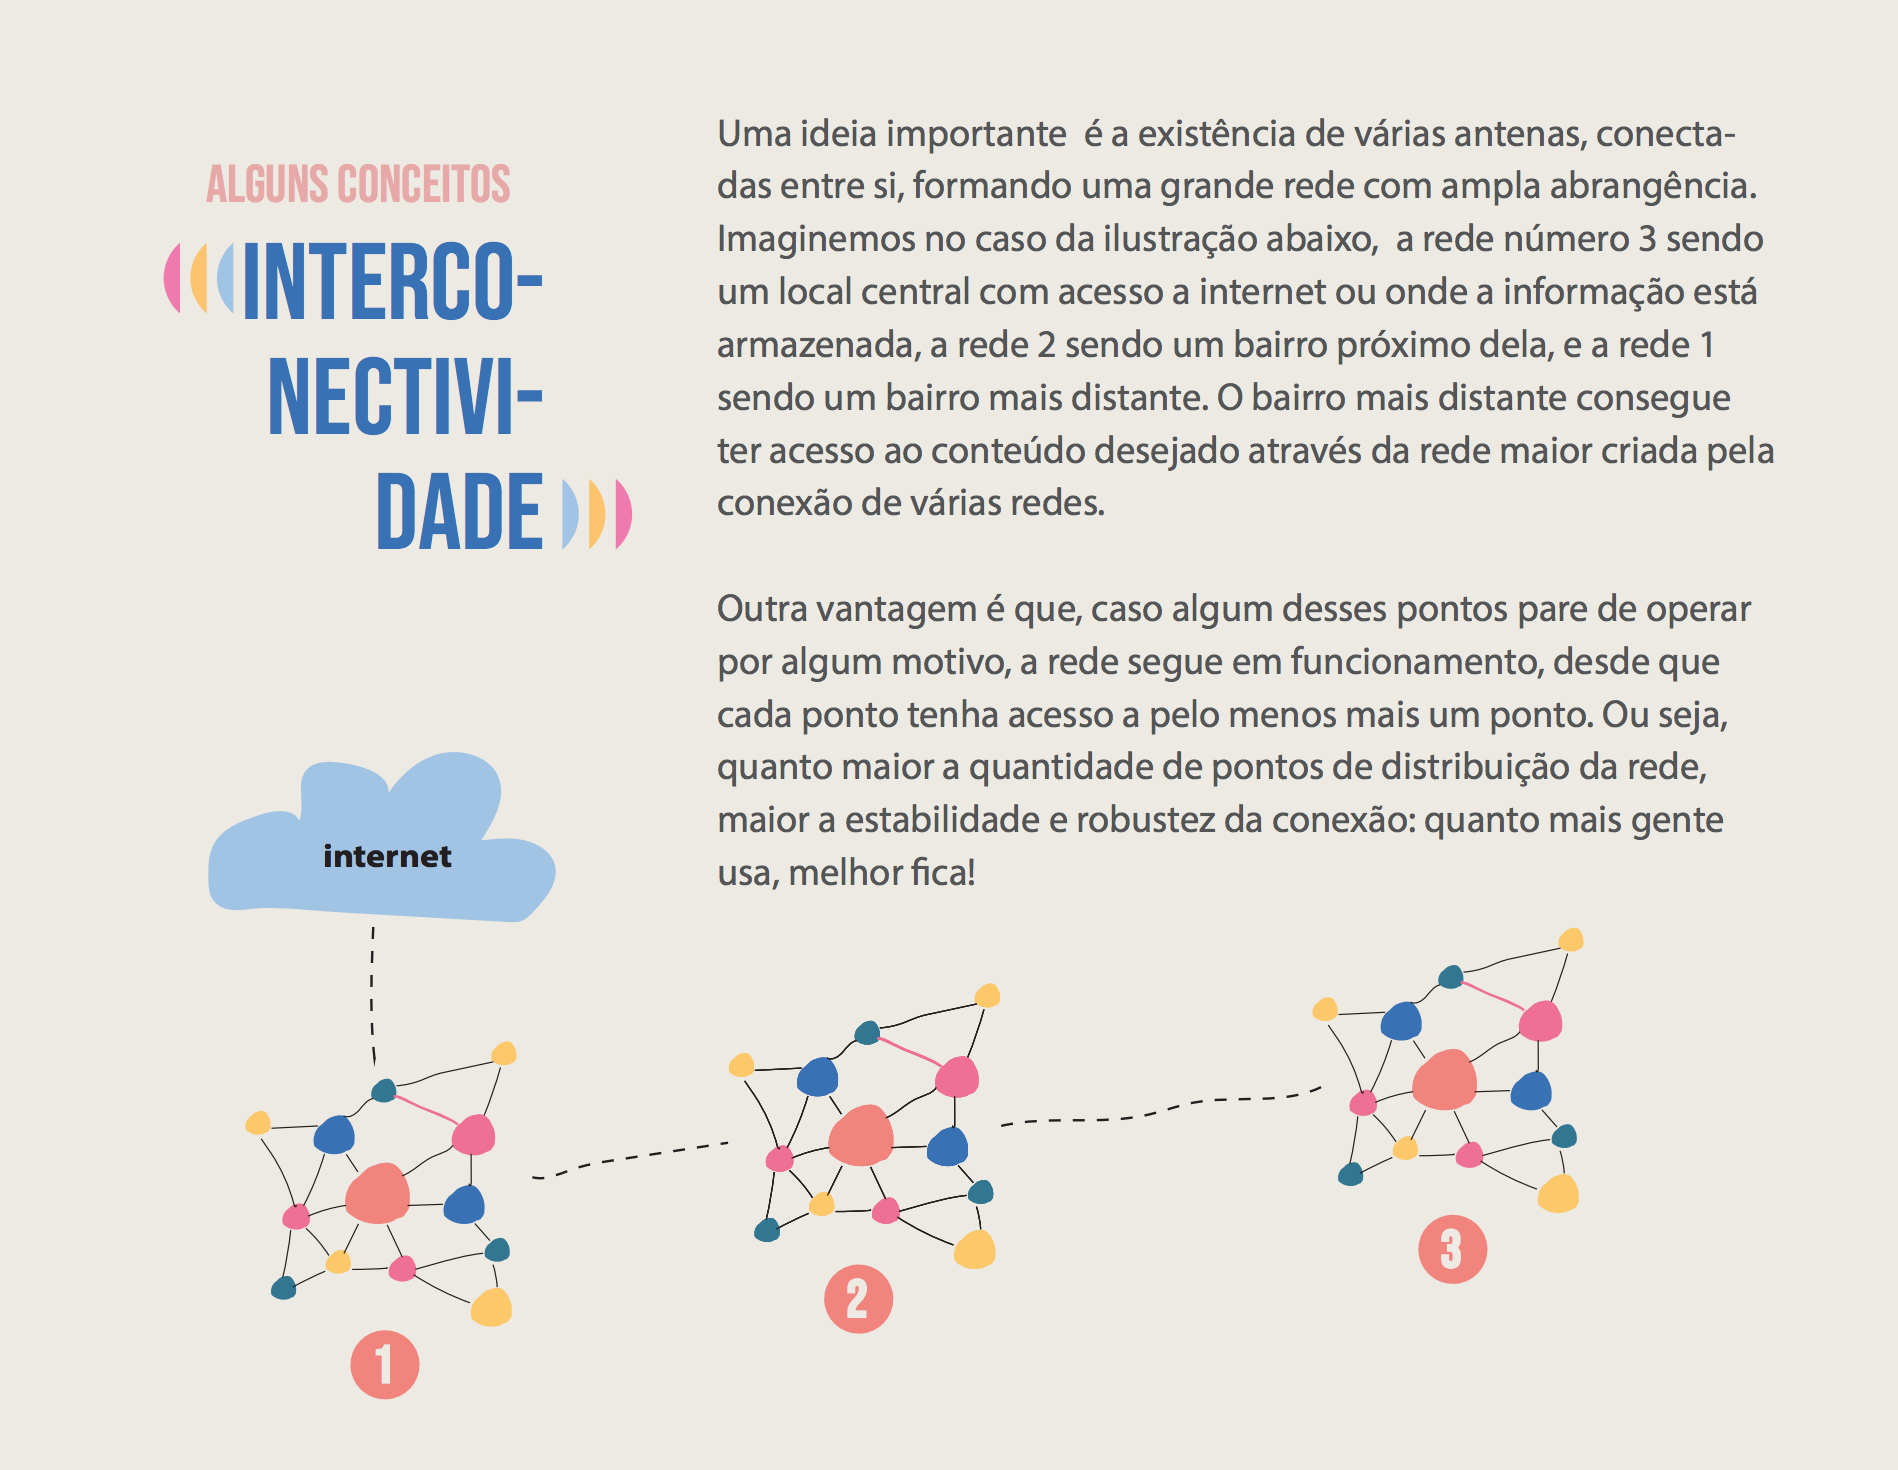 ALGUNS CONCEITOS
INTERCO-
NECTIVI-
DADE
Uma ideia importante  é a existência de várias antenas, conecta-
das entre si, formando uma grande rede com ampla abrangência.
Imaginemos no caso da ilustração abaixo,  a rede número 3 sendo
um local central com acesso a internet ou onde a informação está
armazenada, a rede 2 sendo um bairro próximo dela, e a rede 1
sendo um bairro mais distante. O bairro mais distante consegue
ter acesso ao conteúdo desejado através da rede maior criada pela
conexão de várias redes.
Outra vantagem é que, caso algum desses pontos pare de operar
por algum motivo, a rede segue em funcionamento, desde que
cada ponto tenha acesso a pelo menos mais um ponto. Ou seja,
quanto maior a quantidade de pontos de distribuição da rede,
maior a estabilidade e robustez da conexão: quanto mais gente
usa, melhor fica!
internet
1
2
3